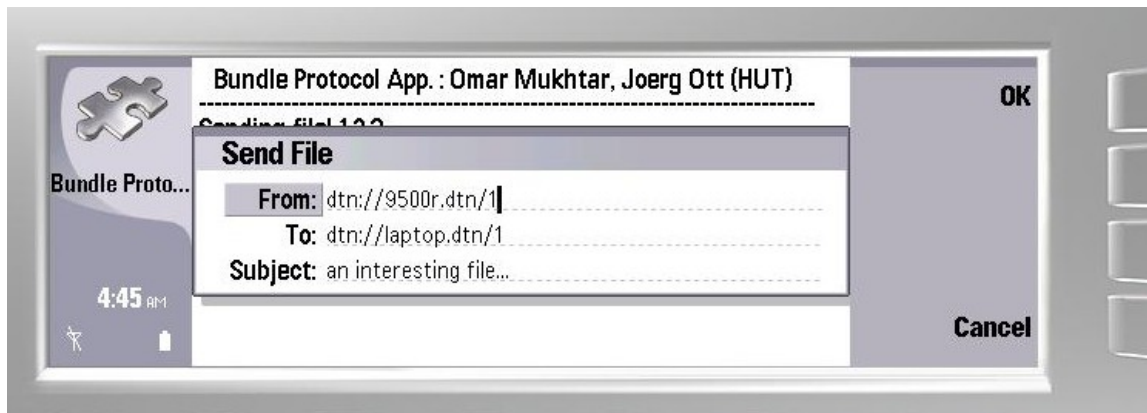 Bundle Protocol App. : Omar Mukhtar, Joerg Ott (HUT)
OK
Send File
Bundle Proto...
From: dtn://9500r.dtn/1
To: dtn://laptop.dtn/1
Subject: an interesting file...
4:45 AM
Cancel